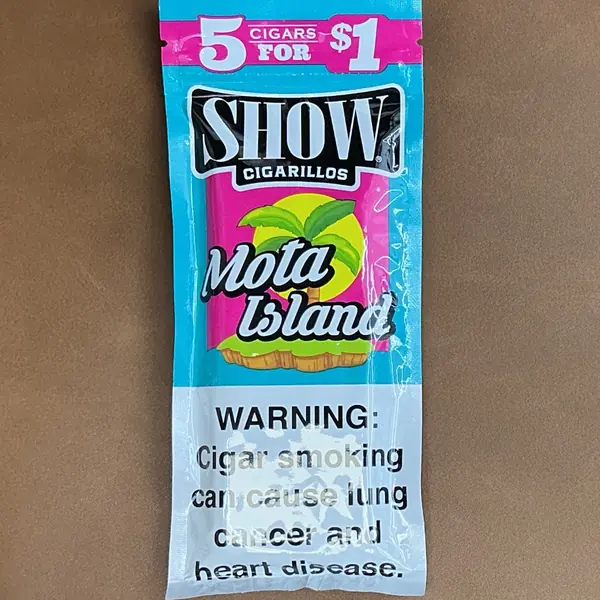 5 CIGARS FOR $1
SHOW®
CIGARILLOS
Mota
Island
WARNING:
Cigar smoking
can cause lung
cancer and
heart disease.